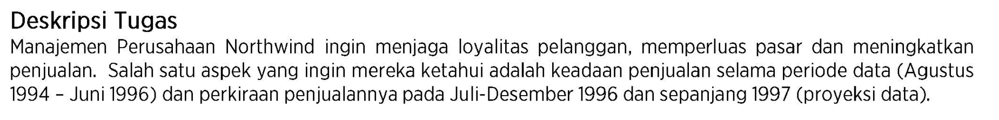 Deskripsi Tugas
Manajemen Perusahaan Northwind ingin menjaga loyalitas pelanggan, memperluas pasar dan meningkatkan
penjualan. Salah satu aspek yang ingin mereka ketahui adalah keadaan penjualan selama periode data (Agustus
1994 – Juni 1996) dan perkiraan penjualannya pada Juli-Desember 1996 dan sepanjang 1997 (proyeksi data).